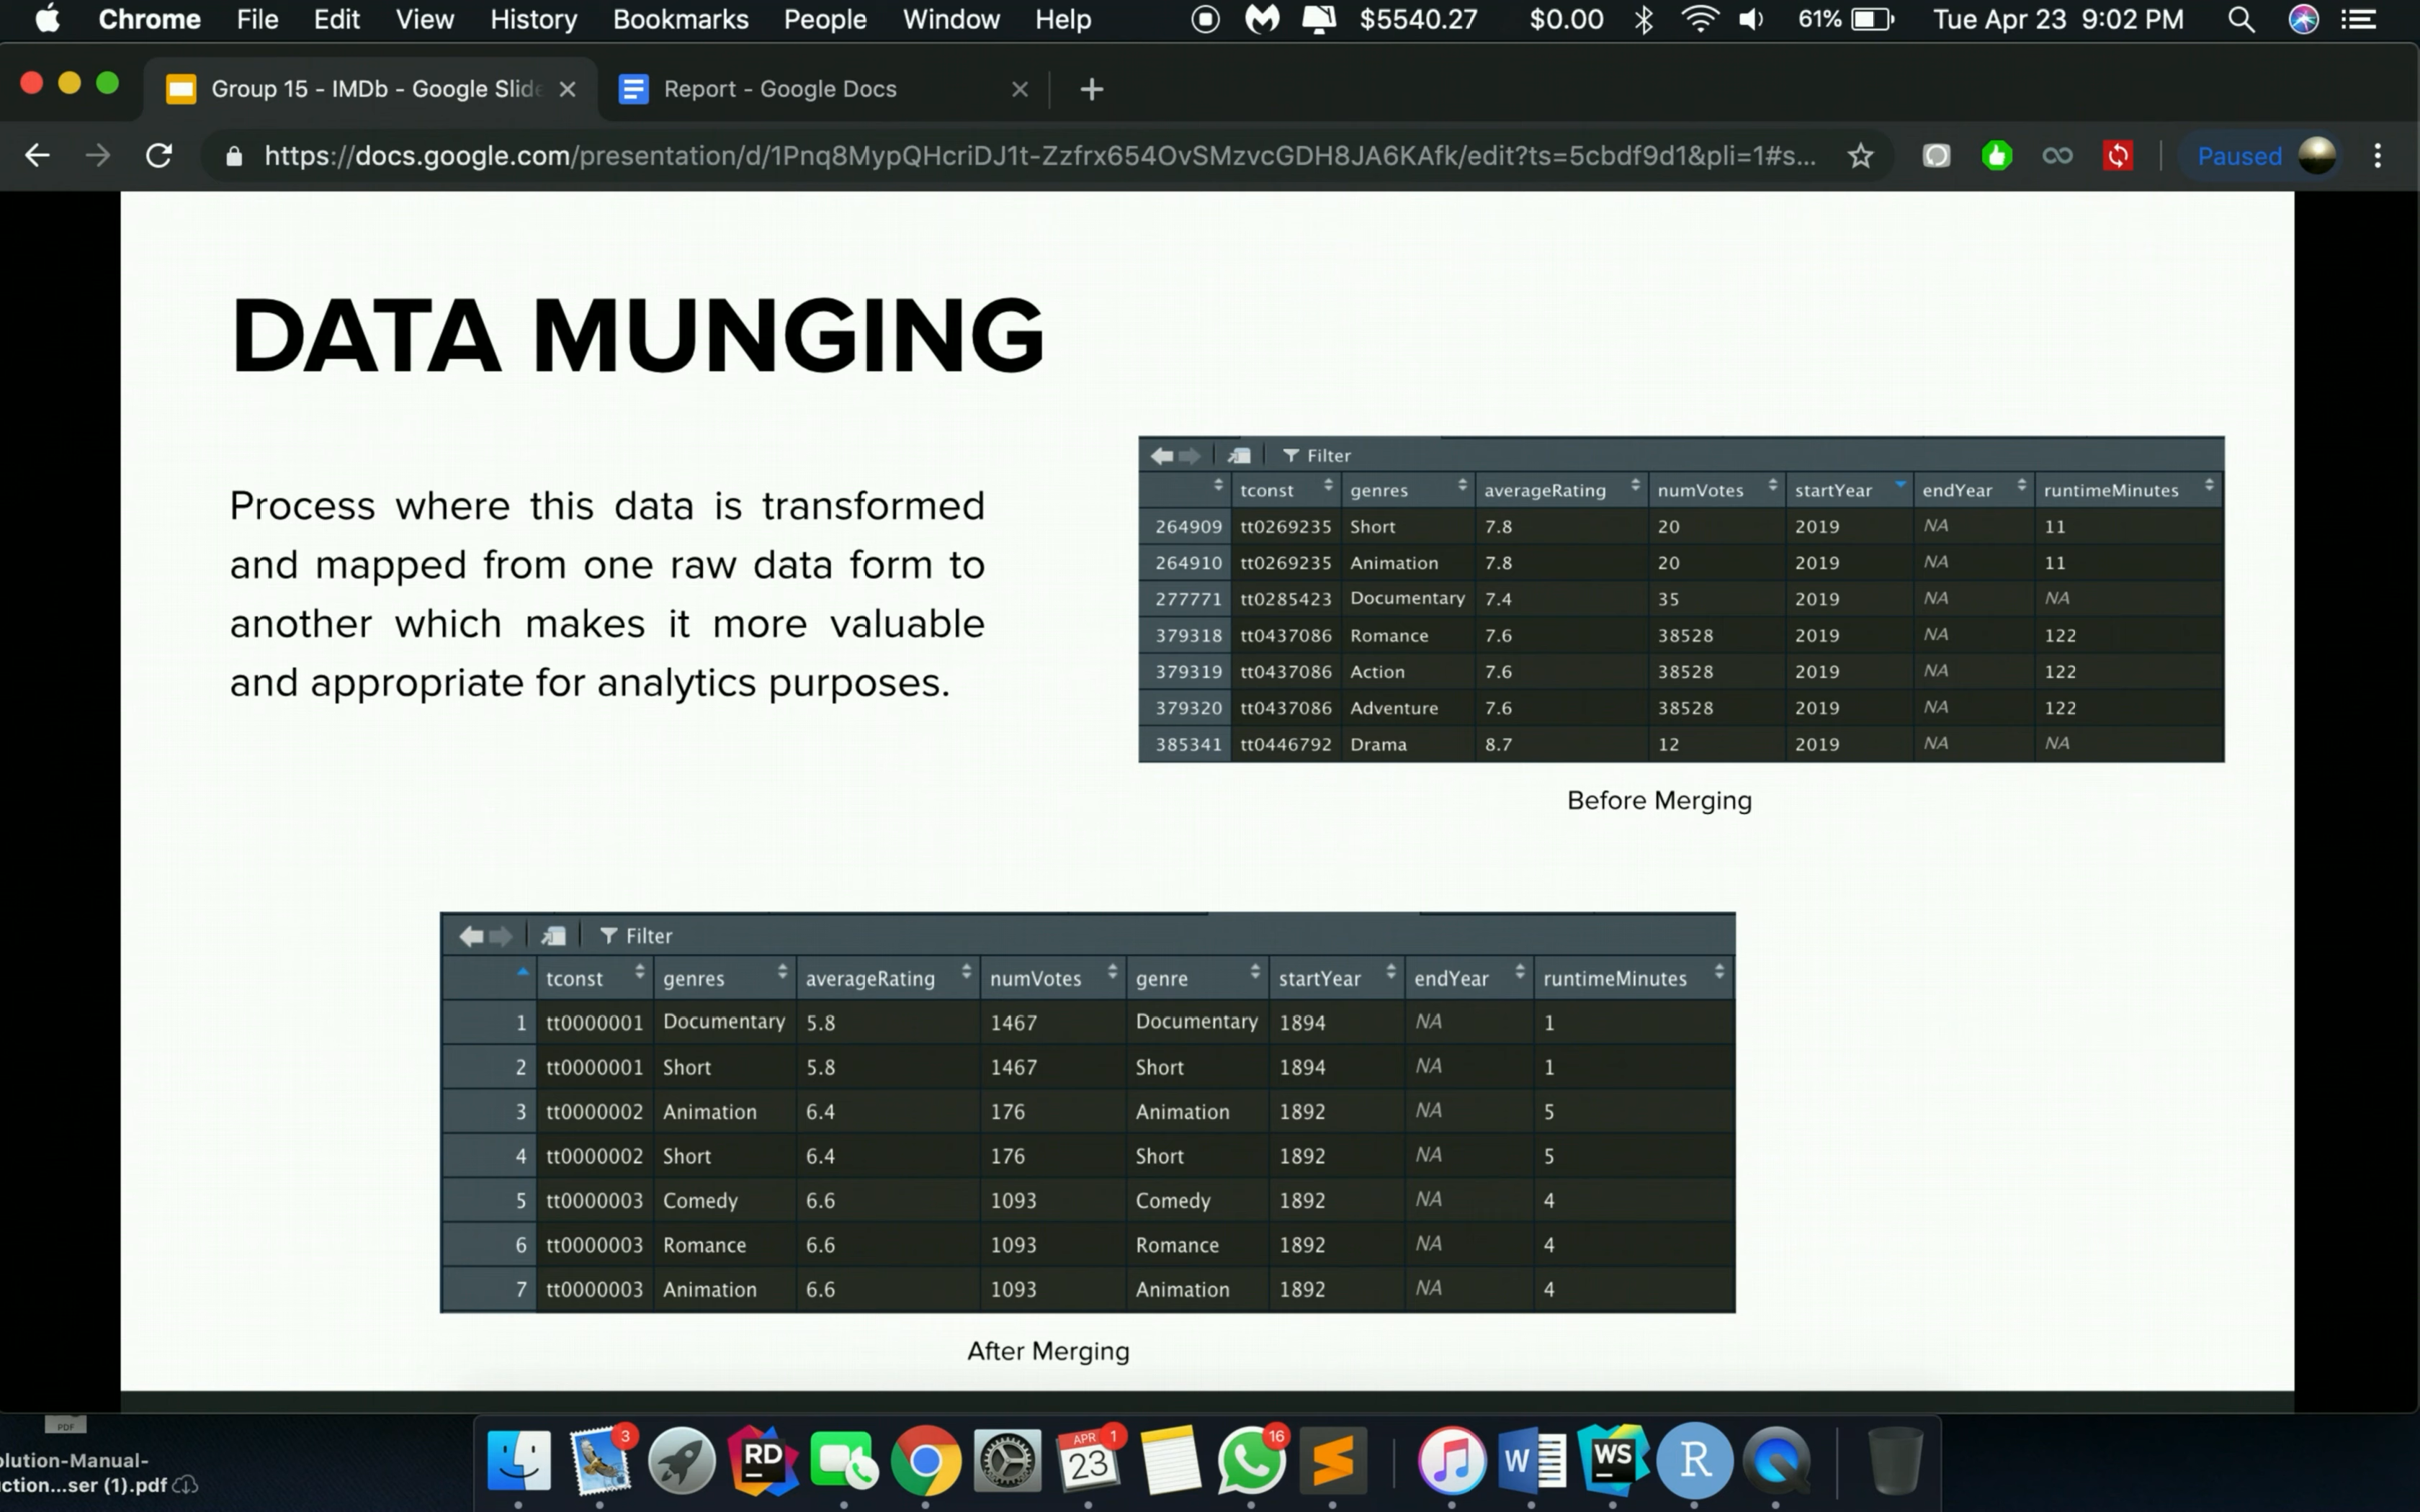 Chrome File Edit View History Bookmarks People Window Help $5540.27 $0.00 61% Tue Apr 23 9:02 PM
Group 15 - IMDb - Google Slide Report - Google Docs
https://docs.google.com/presentation/d/1Pnq8MypQHcriDJ1t-Zzfrx654OvSMzvcGDH8JA6KAfk/edit?ts=5cbdf9d1&pli=1#s... Paused
DATA MUNGING
Process where this data is transformed
and mapped from one raw data form to
another which makes it more valuable
and appropriate for analytics purposes.
Filter
tconst genres averageRating numVotes startYear endYear runtimeMinutes
264909 tt0269235 Short 7.8 20 2019 NA 11
264910 tt0269235 Animation 7.8 20 2019 NA 11
277771 tt0285423 Documentary 7.4 35 2019 NA NA
379318 tt0437086 Romance 7.6 38528 2019 NA 122
379319 tt0437086 Action 7.6 38528 2019 NA 122
379320 tt0437086 Adventure 7.6 38528 2019 NA 122
385341 tt0446792 Drama 8.7 12 2019 NA NA
Before Merging
Filter
tconst genres averageRating numVotes genre startYear endYear runtimeMinutes
1 tt0000001 Documentary 5.8 1467 Documentary 1894 NA 1
2 tt0000001 Short 5.8 1467 Short 1894 NA 1
3 tt0000002 Animation 6.4 176 Animation 1892 NA 5
4 tt0000002 Short 6.4 176 Short 1892 NA 5
5 tt0000003 Comedy 6.6 1093 Comedy 1892 NA 4
6 tt0000003 Romance 6.6 1093 Romance 1892 NA 4
7 tt0000003 Animation 6.6 1093 Animation 1892 NA 4
After Merging
PDF
olution-Manual-
ction...ser (1).pdf
3 RD APR 23 1 16 W WS R